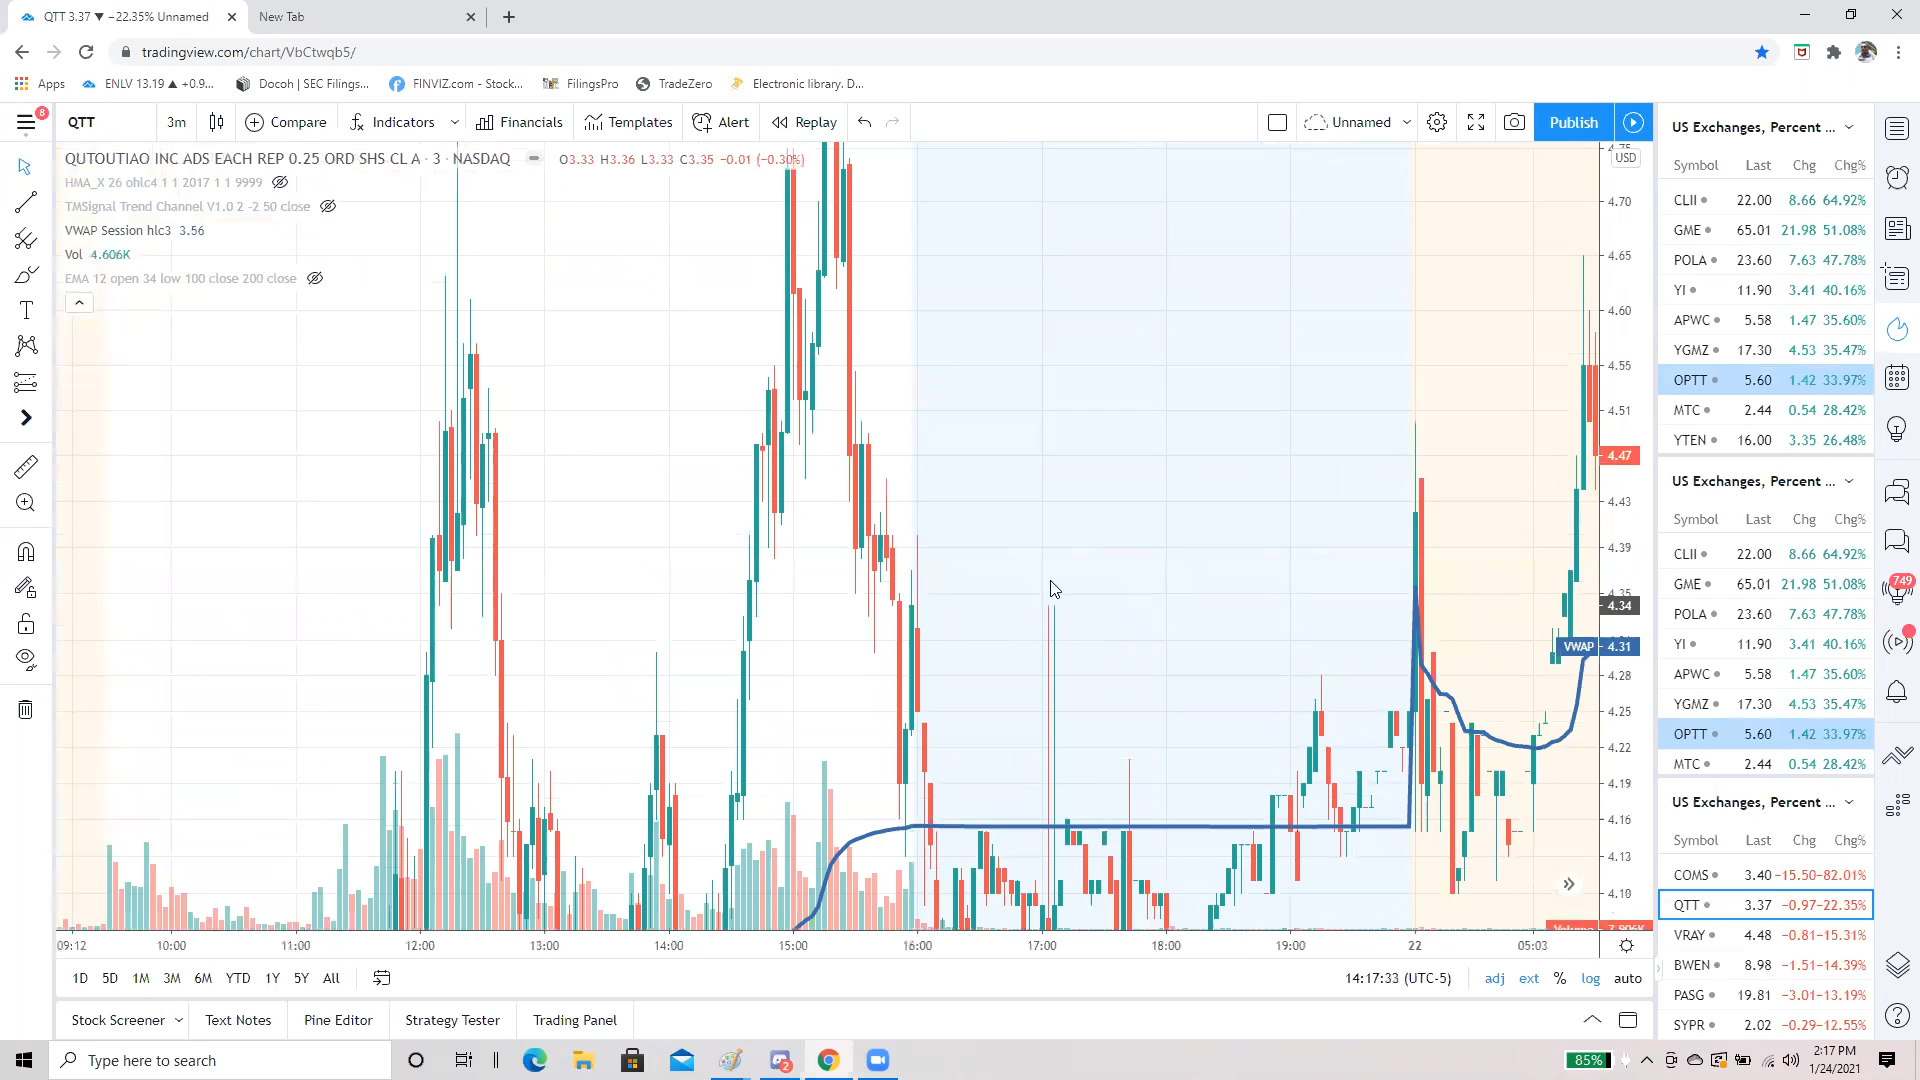 QTT 3.37 ▼ −22.35% Unnamed
New Tab
tradingview.com/chart/VbCtwqb5/
Apps
ENLV 13.19 ▲ +0.9...
Docoh | SEC Filings...
FINVIZ.com - Stock...
FilingsPro
TradeZero
Electronic library. D...
8
QTT
3m
Compare
Indicators
Financials
Templates
Alert
Replay
Unnamed
Publish
QUTOUTIAO INC ADS EACH REP 0.25 ORD SHS CL A · 3 · NASDAQ
O3.33 H3.36 L3.33 C3.35 −0.01 (−0.30%)
HMA_X 26 ohlc4 1 1 2017 1 1 9999
TMSignal Trend Channel V1.0 2 -2 50 close
VWAP Session hlc3 3.56
Vol 4.606K
EMA 12 open 34 low 100 close 200 close
USD
4.75
4.70
4.65
4.60
4.55
4.51
4.47
4.43
4.39
4.35
4.34
VWAP 4.31
4.28
4.25
4.22
4.19
4.16
4.13
4.10
Volume 7.906K
09:12 10:00 11:00 12:00 13:00 14:00 15:00 16:00 17:00 18:00 19:00 22 05:03
1D 5D 1M 3M 6M YTD 1Y 5Y All
14:17:33 (UTC-5)
adj ext % log auto
Stock Screener
Text Notes
Pine Editor
Strategy Tester
Trading Panel
US Exchanges, Percent ...
Symbol Last Chg Chg%
CLII 22.00 8.66 64.92%
GME 65.01 21.98 51.08%
POLA 23.60 7.63 47.78%
YI 11.90 3.41 40.16%
APWC 5.58 1.47 35.60%
YGMZ 17.30 4.53 35.47%
OPTT 5.60 1.42 33.97%
MTC 2.44 0.54 28.42%
YTEN 16.00 3.35 26.48%
US Exchanges, Percent ...
Symbol Last Chg Chg%
CLII 22.00 8.66 64.92%
GME 65.01 21.98 51.08%
POLA 23.60 7.63 47.78%
YI 11.90 3.41 40.16%
APWC 5.58 1.47 35.60%
YGMZ 17.30 4.53 35.47%
OPTT 5.60 1.42 33.97%
MTC 2.44 0.54 28.42%
US Exchanges, Percent ...
Symbol Last Chg Chg%
COMS 3.40 −15.50 −82.01%
QTT 3.37 −0.97 −22.35%
VRAY 4.48 −0.81 −15.31%
BWEN 8.98 −1.51 −14.39%
PASG 19.81 −3.01 −13.19%
SYPR 2.02 −0.29 −12.55%
749
Type here to search
2
85%
2:17 PM
1/24/2021